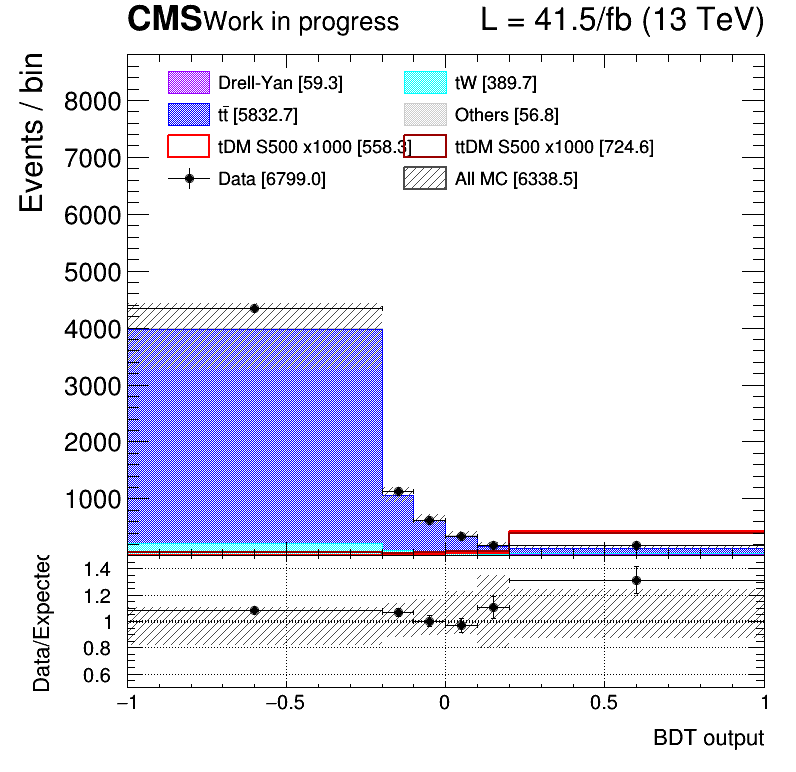 CMS Work in progress L = 41.5/fb (13 TeV)
Events / bin
Drell-Yan [59.3] tW [389.7]
tt̄ [5832.7] Others [56.8]
tDM S500 x1000 [558.3] ttDM S500 x1000 [724.6]
Data [6799.0] All MC [6338.5]
8000
7000
6000
5000
4000
3000
2000
1000
Data/Expected
1.4
1.2
1
0.8
0.6
−1 −0.5 0 0.5 1
BDT output